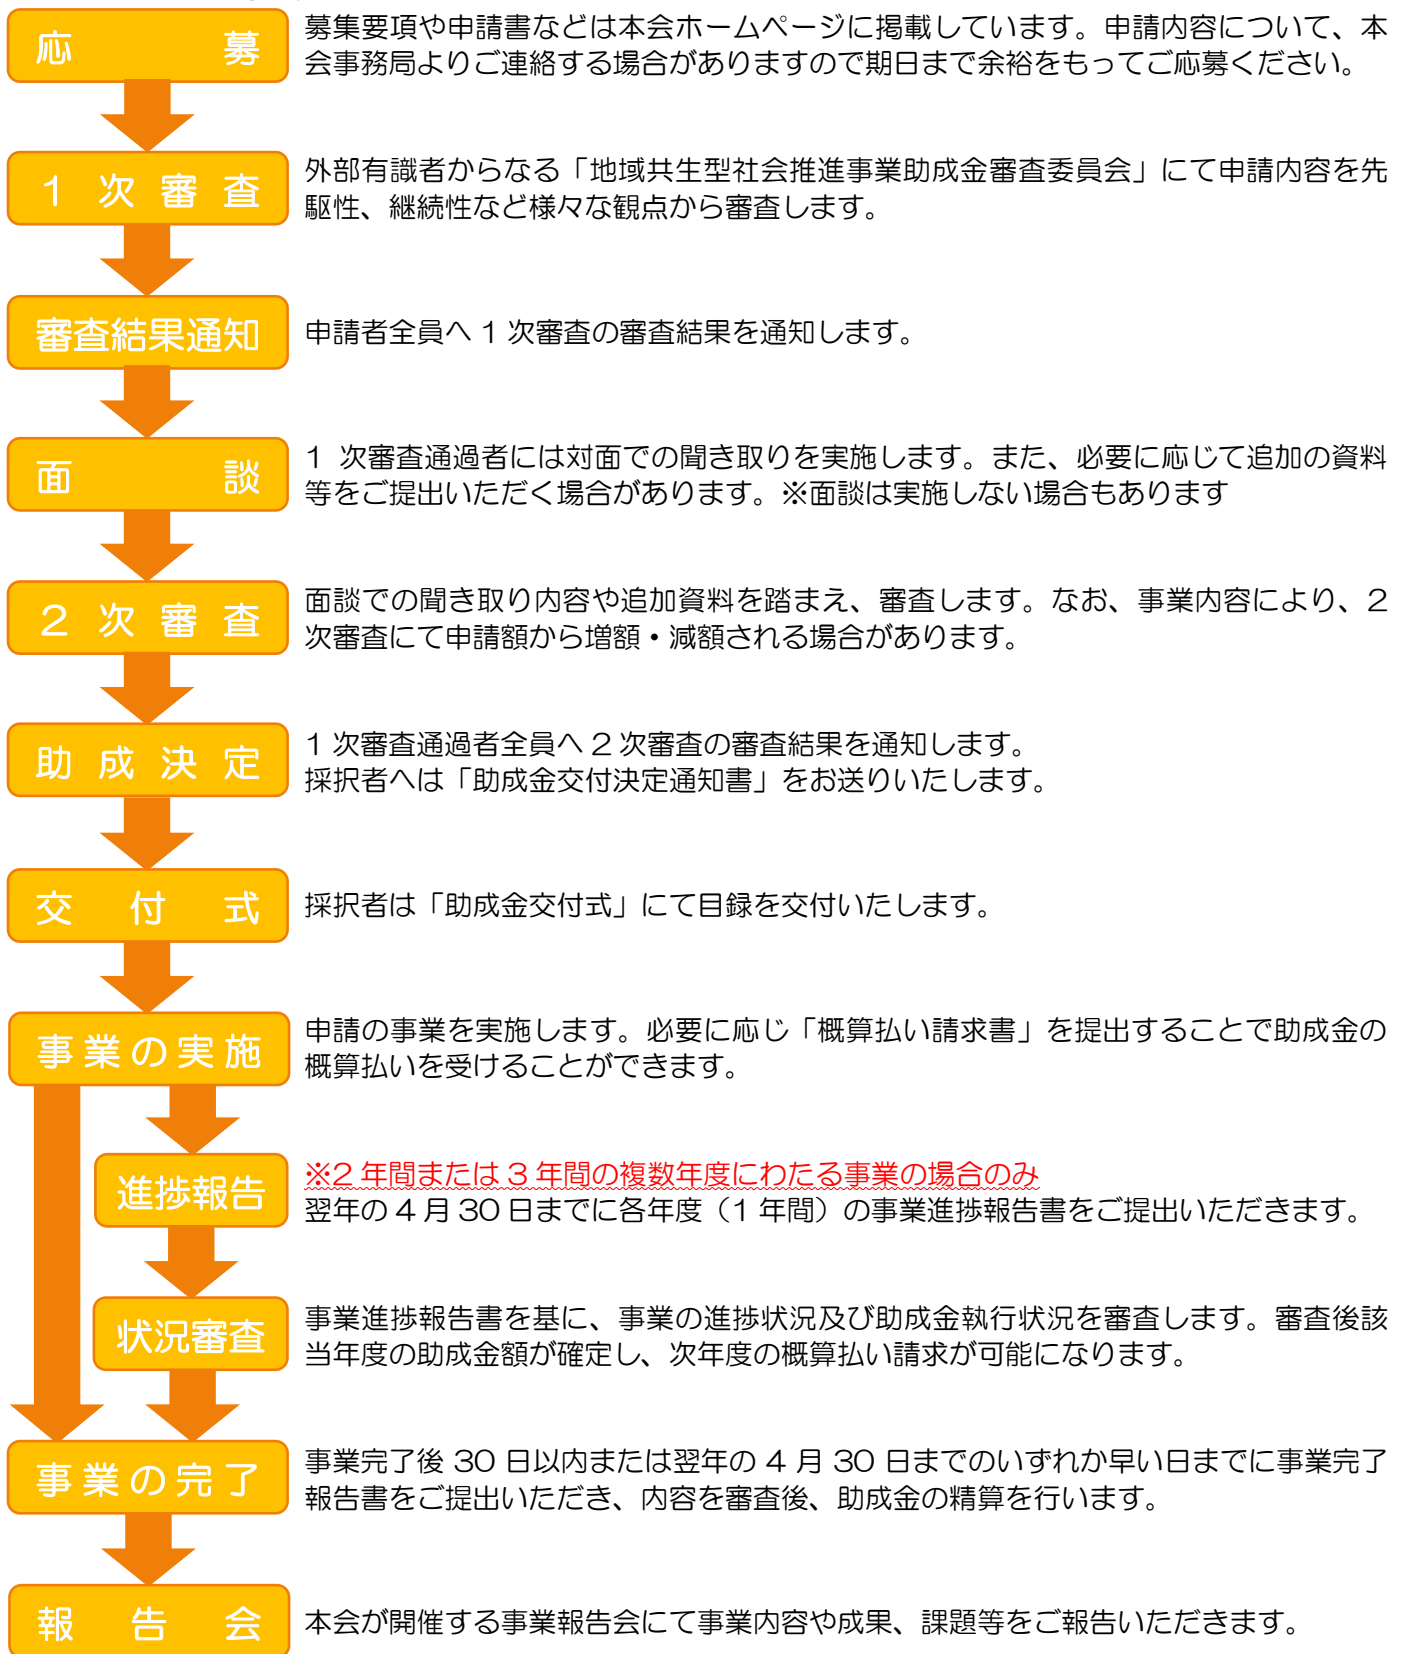 応募
募集要項や申請書などは本会ホームページに掲載しています。申請内容について、本
会事務局よりご連絡する場合がありますので期日まで余裕をもってご応募ください。
1次審査
外部有識者からなる「地域共生型社会推進事業助成金審査委員会」にて申請内容を先
駆性、継続性など様々な観点から審査します。
審査結果通知
申請者全員へ1次審査の審査結果を通知します。
面談
1 次審査通過者には対面での聞き取りを実施します。また、必要に応じて追加の資料
等をご提出いただく場合があります。※面談は実施しない場合もあります
2次審査
面談での聞き取り内容や追加資料を踏まえ、審査します。なお、事業内容により、2
次審査にて申請額から増額・減額される場合があります。
助成決定
1次審査通過者全員へ2次審査の審査結果を通知します。
採択者へは「助成金交付決定通知書」をお送りいたします。
交付式
採択者は「助成金交付式」にて目録を交付いたします。
事業の実施
申請の事業を実施します。必要に応じ「概算払い請求書」を提出することで助成金の
概算払いを受けることができます。
進捗報告
※2年間または3年間の複数年度にわたる事業の場合のみ
翌年の4月30日までに各年度（1年間）の事業進捗報告書をご提出いただきます。
状況審査
事業進捗報告書を基に、事業の進捗状況及び助成金執行状況を審査します。審査後該
当年度の助成金額が確定し、次年度の概算払い請求が可能になります。
事業の完了
事業完了後 30 日以内または翌年の 4 月 30 日までのいずれか早い日までに事業完了
報告書をご提出いただき、内容を審査後、助成金の精算を行います。
報告会
本会が開催する事業報告会にて事業内容や成果、課題等をご報告いただきます。